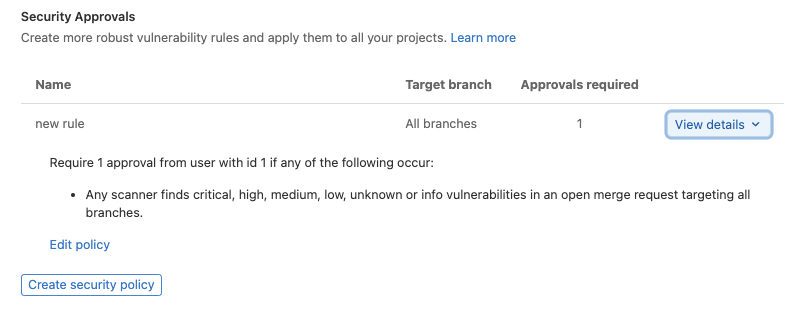 Security Approvals
Create more robust vulnerability rules and apply them to all your projects. Learn more
Name Target branch Approvals required
new rule All branches 1 View details
Require 1 approval from user with id 1 if any of the following occur:
• Any scanner finds critical, high, medium, low, unknown or info vulnerabilities in an open merge request targeting all
branches.
Edit policy
Create security policy